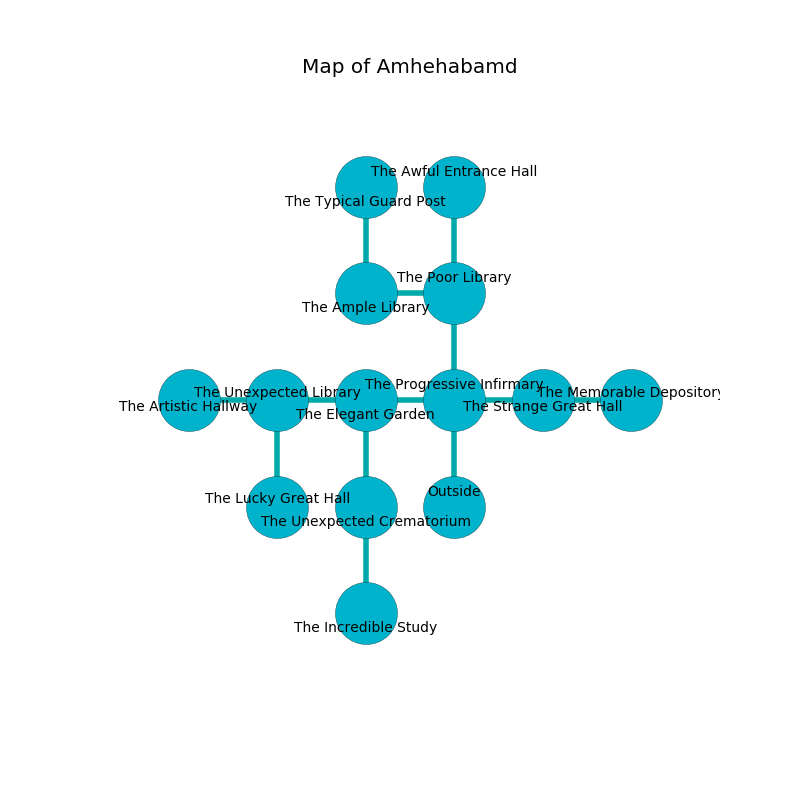 Map of Amhehabamd
The Awful Entrance Hall
The Typical Guard Post
The Poor Library
The Ample Library
The Progressive Infirmary
The Unexpected Library
The Memorable Depository
The Artistic Hallway
The Strange Great Hall
The Elegant Garden
Outside
The Lucky Great Hall
The Unexpected Crematorium
The Incredible Study